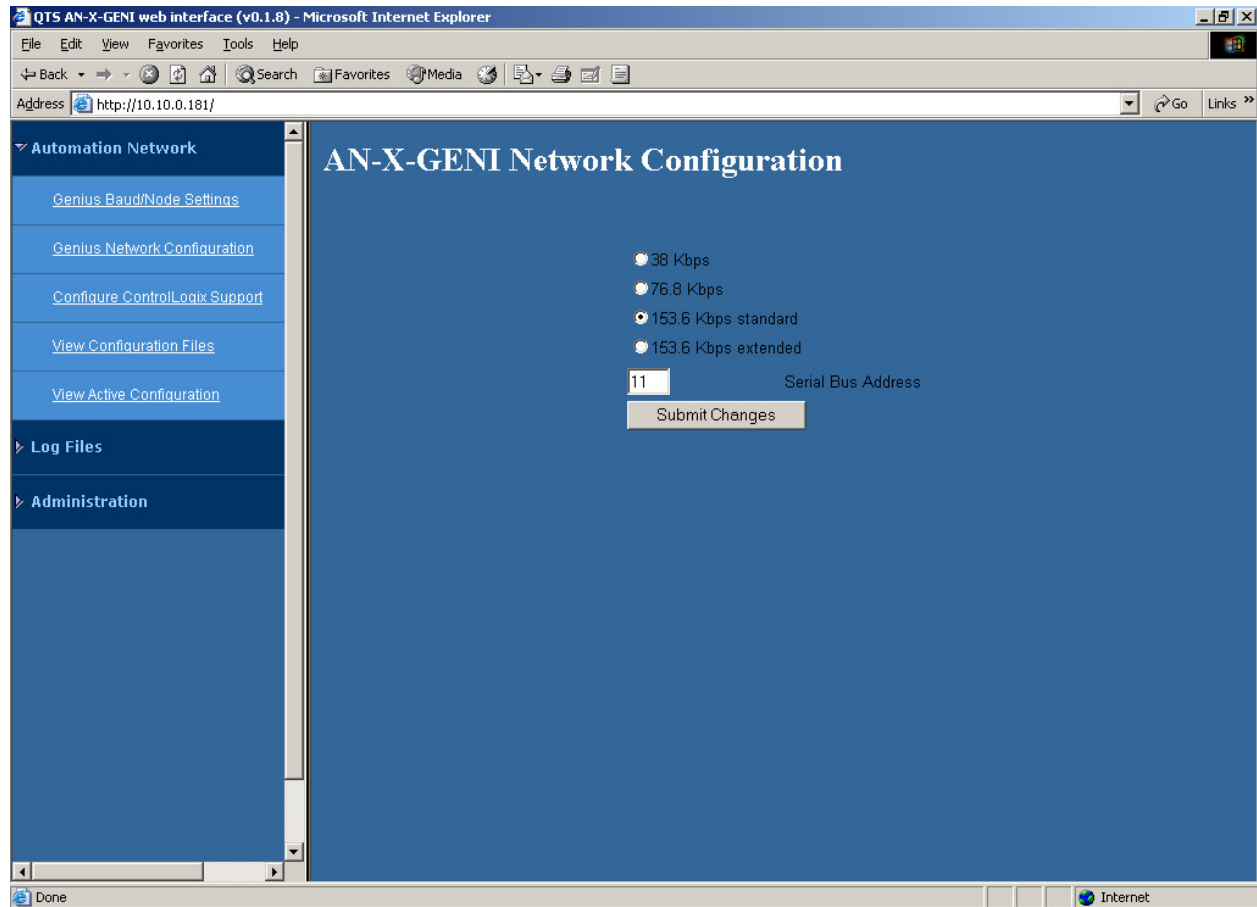 QTS AN-X-GENI web interface (v0.1.8) - Microsoft Internet Explorer
File Edit View Favorites Tools Help
Back Search Favorites Media
Address http://10.10.0.181/ Go Links »
Automation Network
Genius Baud/Node Settings
Genius Network Configuration
Configure ControlLogix Support
View Configuration Files
View Active Configuration
Log Files
Administration
AN-X-GENI Network Configuration
38 Kbps
76.8 Kbps
153.6 Kbps standard
153.6 Kbps extended
11 Serial Bus Address
Submit Changes
Done Internet